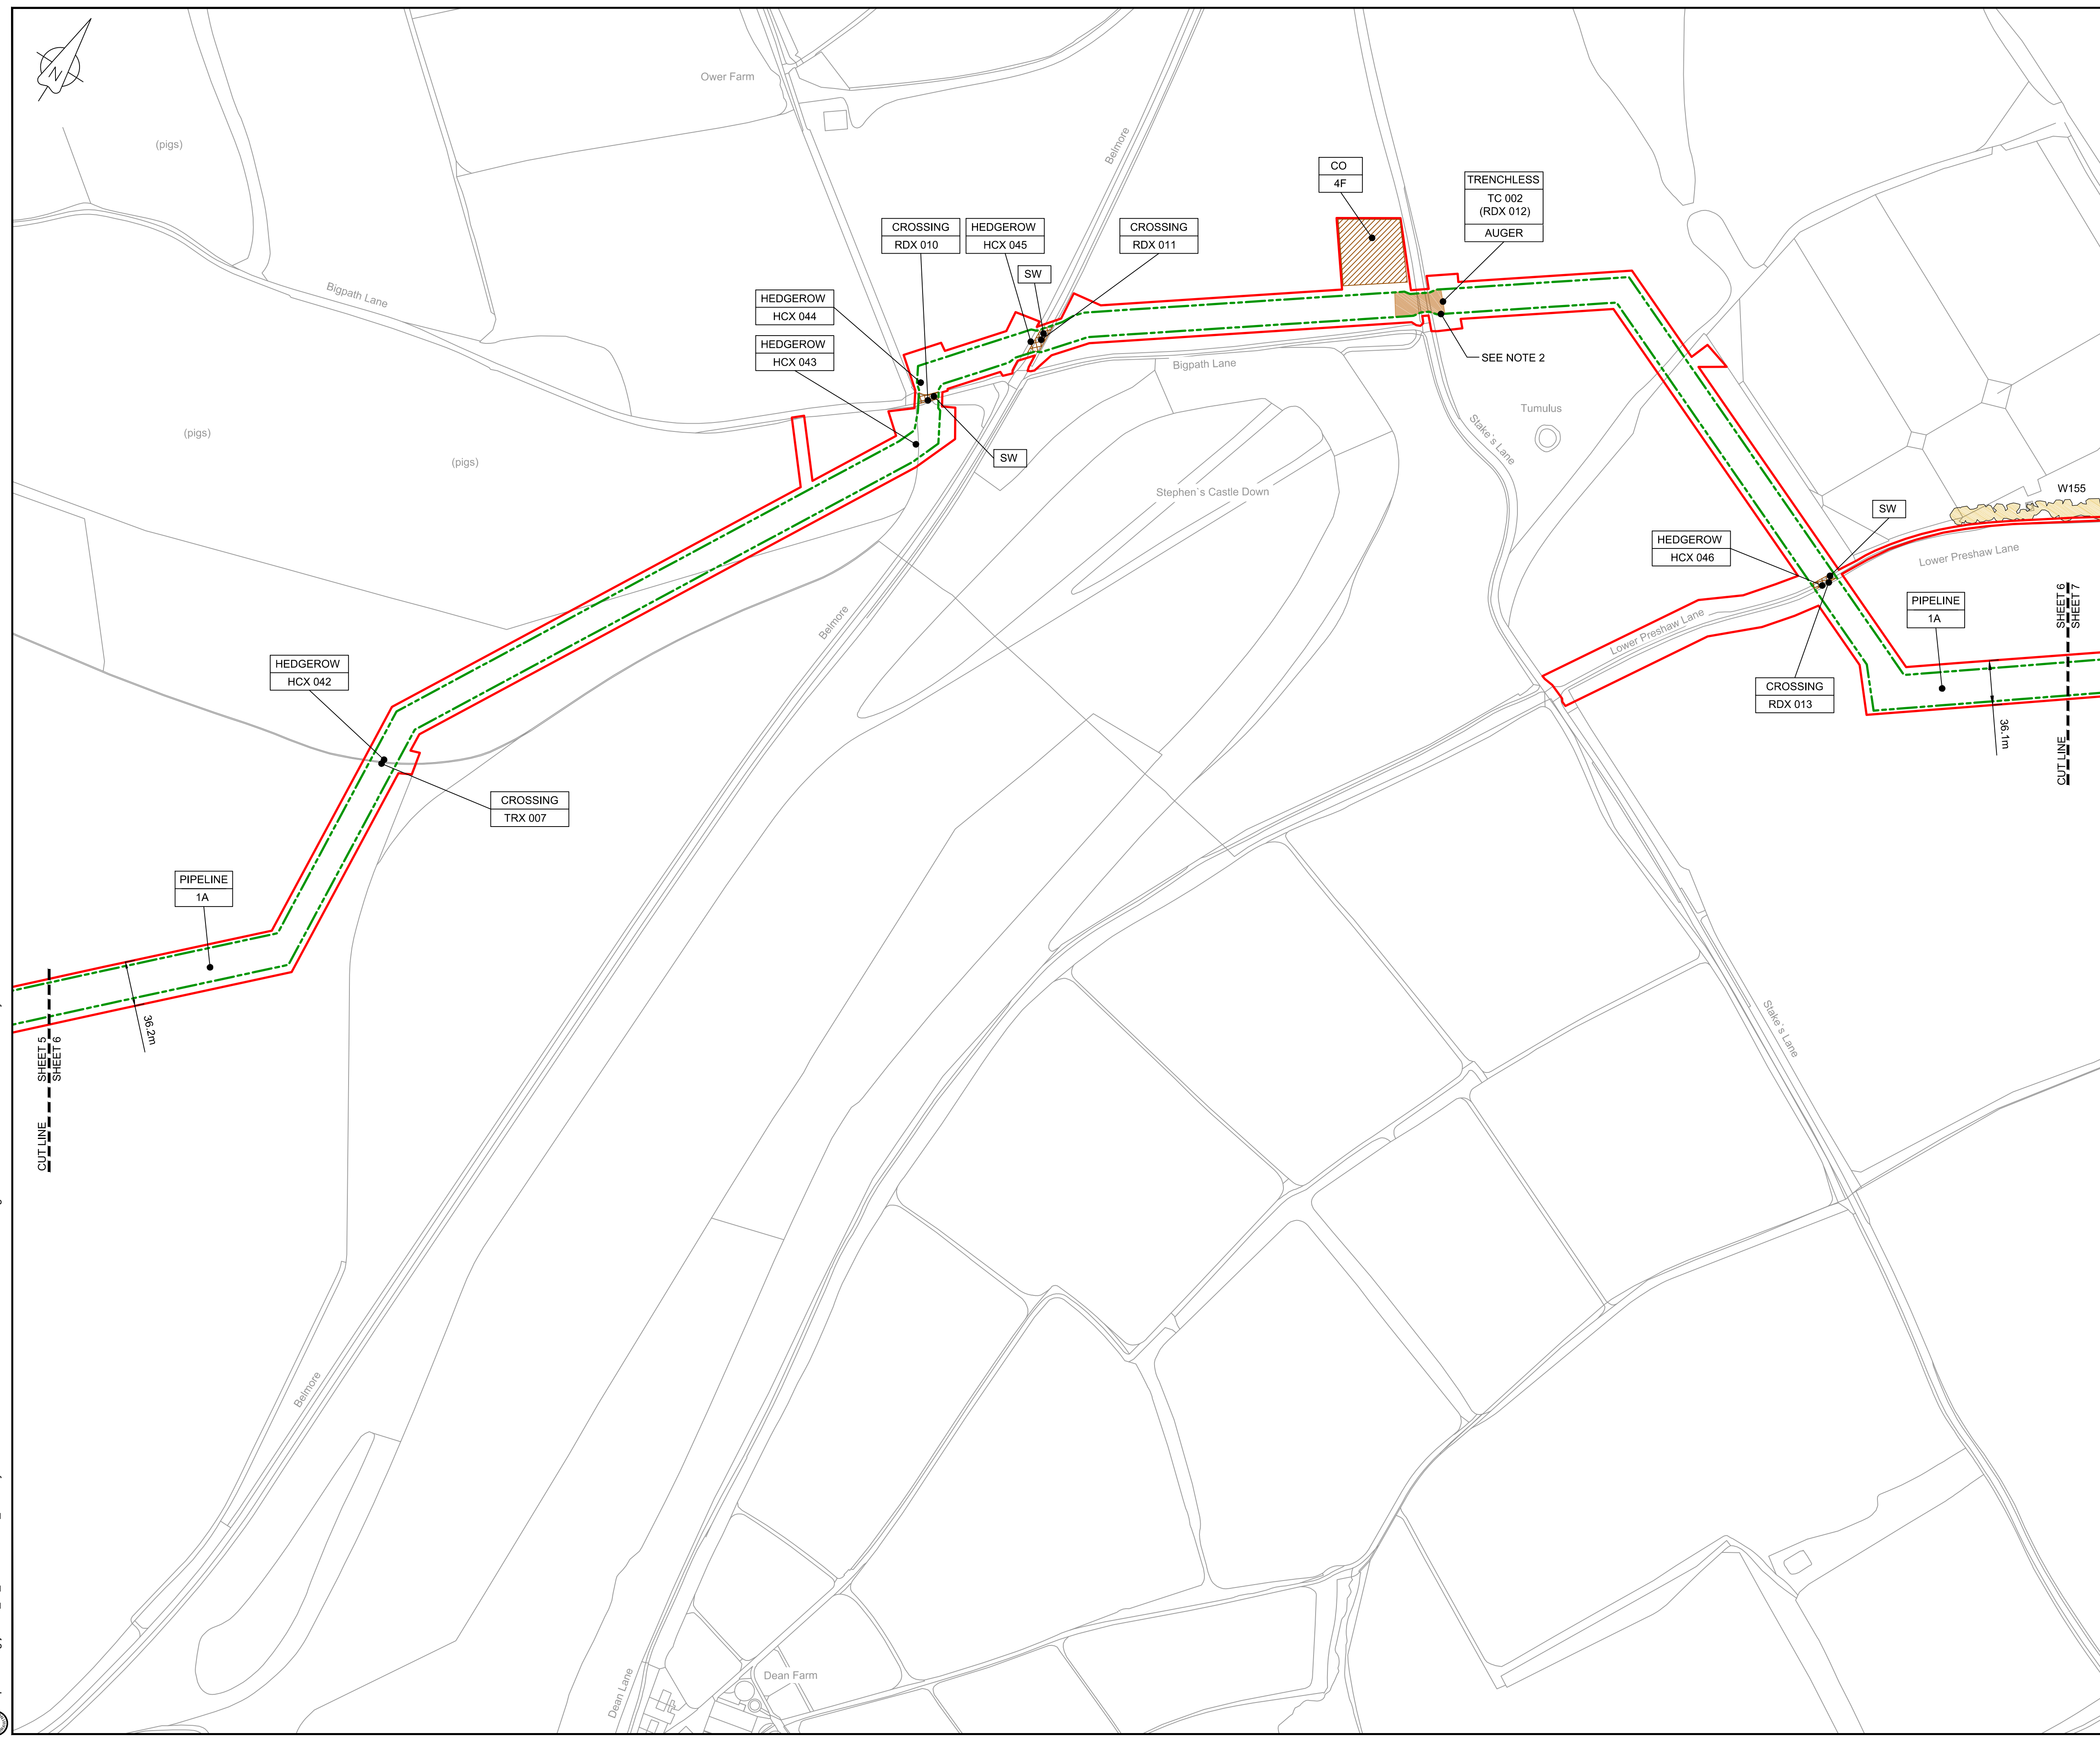 N
Ower Farm
(pigs)
Belmore
CO
4F
TRENCHLESS
TC 002
(RDX 012)
AUGER
CROSSING
RDX 010
HEDGEROW
HCX 045
CROSSING
RDX 011
SW
Bigpath Lane
HEDGEROW
HCX 044
HEDGEROW
HCX 043
SEE NOTE 2
Bigpath Lane
Tumulus
Stake`s Lane
(pigs)
(pigs)
SW
Stephen`s Castle Down
W155
SW
HEDGEROW
HCX 046
Lower Preshaw Lane
PIPELINE
1A
SHEET 6
SHEET 7
CUT LINE
Belmore
Lower Preshaw Lane
HEDGEROW
HCX 042
CROSSING
RDX 013
36.1m
CROSSING
TRX 007
PIPELINE
1A
36.2m
SHEET 5
SHEET 6
CUT LINE
Stake`s Lane
Belmore
Dean Lane
Dean Farm